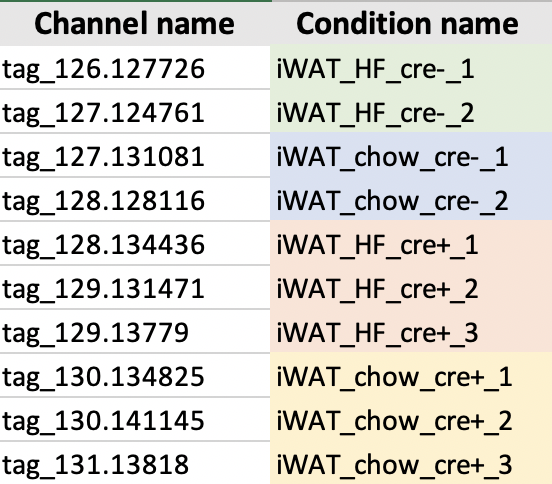 Channel name Condition name
tag_126.127726 iWAT_HF_cre-_1
tag_127.124761 iWAT_HF_cre-_2
tag_127.131081 iWAT_chow_cre-_1
tag_128.128116 iWAT_chow_cre-_2
tag_128.134436 iWAT_HF_cre+_1
tag_129.131471 iWAT_HF_cre+_2
tag_129.13779 iWAT_HF_cre+_3
tag_130.134825 iWAT_chow_cre+_1
tag_130.141145 iWAT_chow_cre+_2
tag_131.13818 iWAT_chow_cre+_3